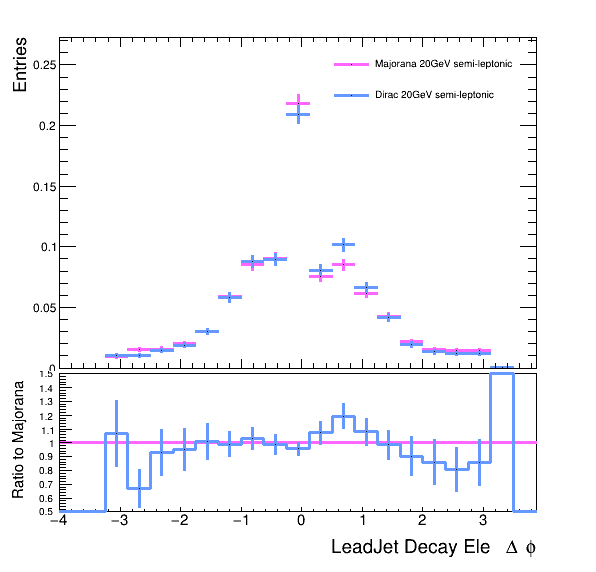 Entries
0.25
0.2
0.15
0.1
0.05
0
Majorana 20GeV semi-leptonic
Dirac 20GeV semi-leptonic
Ratio to Majorana
1.5
1.4
1.3
1.2
1.1
1
0.9
0.8
0.7
0.6
0.5
−4 −3 −2 −1 0 1 2 3
LeadJet Decay Ele Δ ϕ